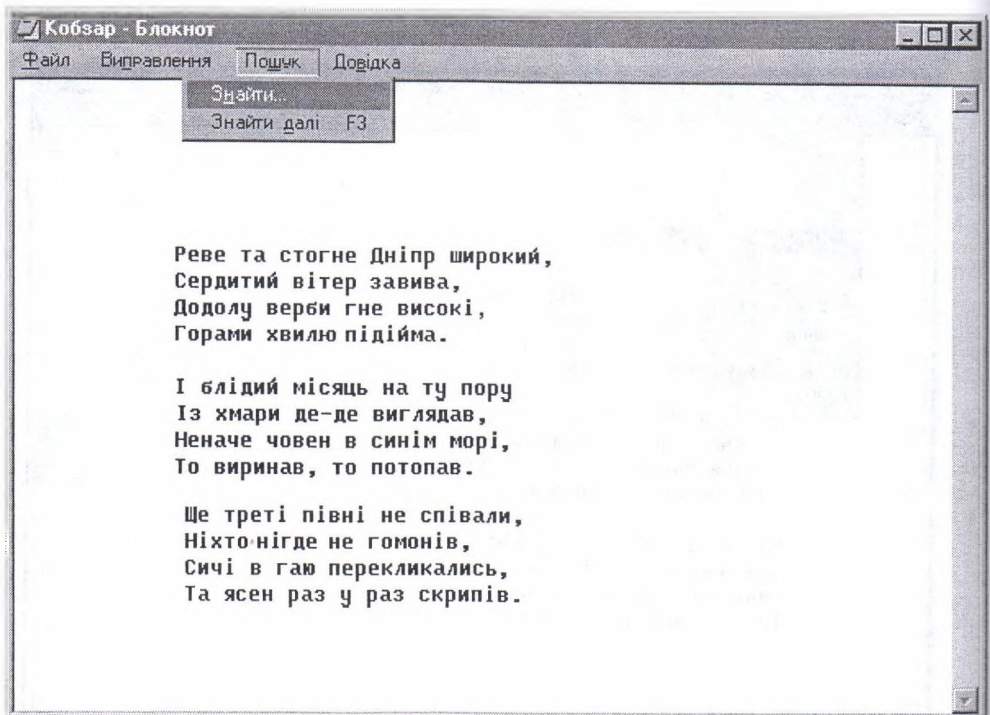 Кобзар - Блокнот
Файл Виправлення Пошук Довідка
Знайти...
Знайти далі F3
Реве та стогне Дніпр широкий,
Сердитий вітер завива,
Додолу верби гне високі,
Горами хвилю підійма.
І блідий місяць на ту пору
Із хмари де-де виглядав,
Неначе човен в синім морі,
То виринав, то потопав.
Ще треті півні не співали,
Ніхто нігде не гомонів,
Сичі в гаю перекликались,
Та ясен раз у раз скрипів.